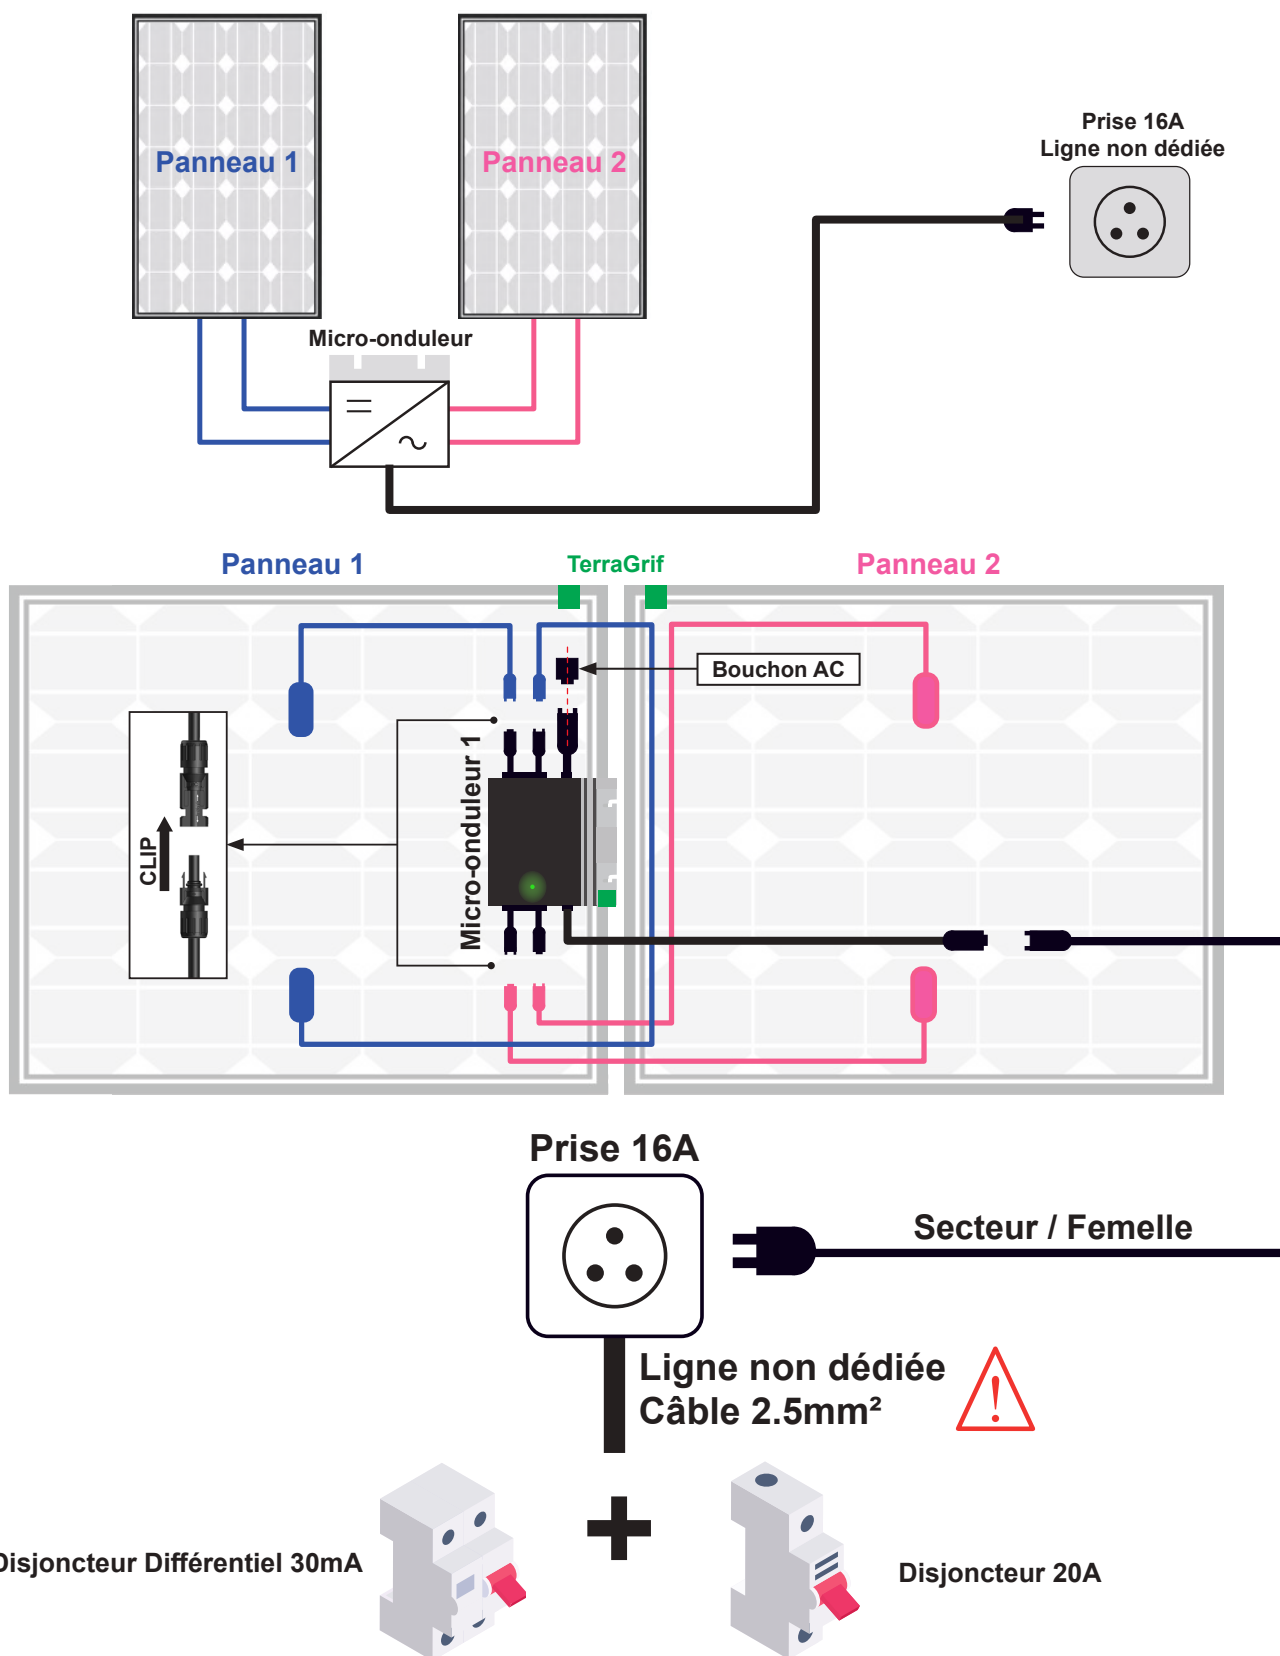 Panneau 1
Panneau 2
Prise 16A
Ligne non dédiée
Micro-onduleur
Panneau 1
TerraGrif
Panneau 2
Bouchon AC
CLIP
Micro-onduleur 1
Prise 16A
Secteur / Femelle
Ligne non dédiée
Câble 2.5mm²
Disjoncteur Différentiel 30mA
Disjoncteur 20A